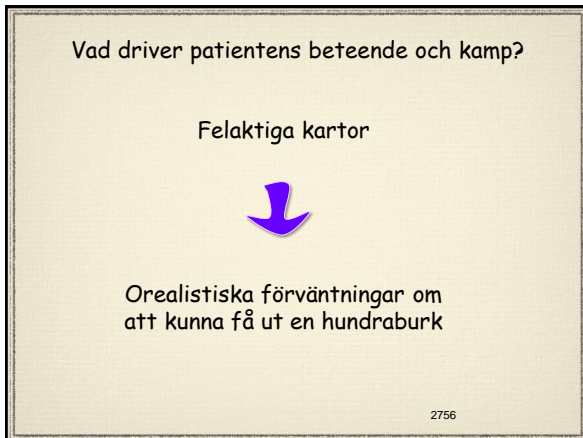 Vad driver patientens beteende och kamp?
Felaktiga kartor
Orealistiska förväntningar om
att kunna få ut en hundraburk
2756